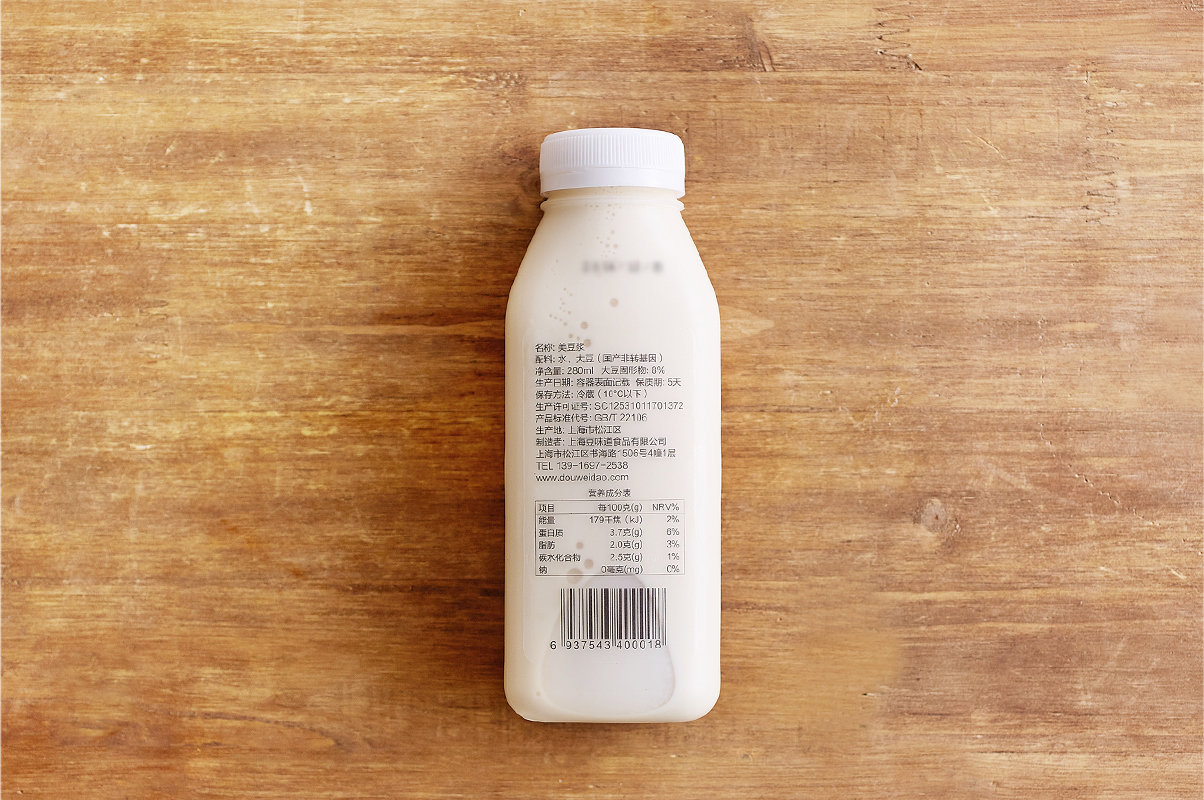 名称: 美豆浆
配料: 水、大豆（国产非转基因）
净含量: 280ml 大豆固形物: 8%
生产日期: 容器表面记载 保质期: 5天
保存方法: 冷藏（10°C以下）
生产许可证号: SC12531011701372
产品标准代号: GB/T 22106
生产地: 上海市松江区
制造者: 上海豆味道食品有限公司
上海市松江区书海路1506号4幢1层
TEL 139-1697-2538
www.douweidao.com
营养成分表
项目 每100克(g) NRV%
能量 179千焦（kJ） 2%
蛋白质 3.7克(g) 6%
脂肪 2.0克(g) 3%
碳水化合物 2.5克(g) 1%
钠 0毫克(mg) 0%
6 937543 400018